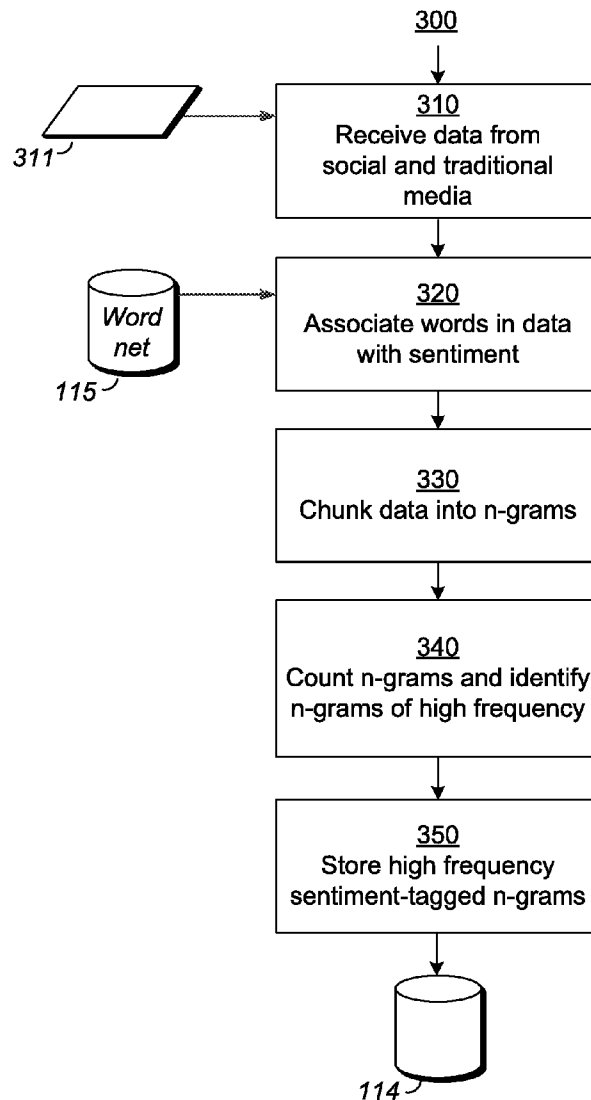 300
310
Receive data from
social and traditional
media
311
320
Associate words in data
with sentiment
Word
net
115
330
Chunk data into n-grams
340
Count n-grams and identify
n-grams of high frequency
350
Store high frequency
sentiment-tagged n-grams
114